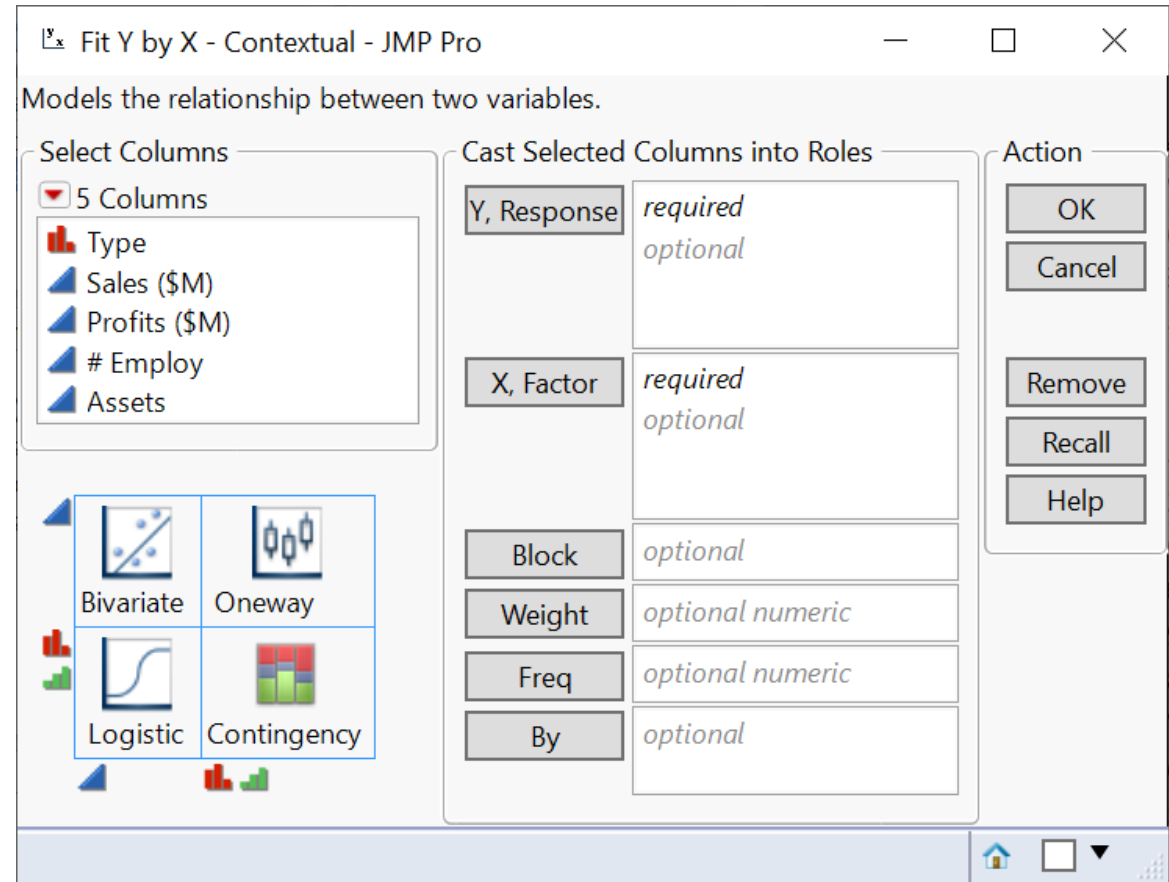 Fit Y by X - Contextual - JMP Pro
Models the relationship between two variables.
Select Columns
5 Columns
Type
Sales ($M)
Profits ($M)
# Employ
Assets
Bivariate
Oneway
Logistic
Contingency
Cast Selected Columns into Roles
Y, Response
required
optional
X, Factor
required
optional
Block
optional
Weight
optional numeric
Freq
optional numeric
By
optional
Action
OK
Cancel
Remove
Recall
Help